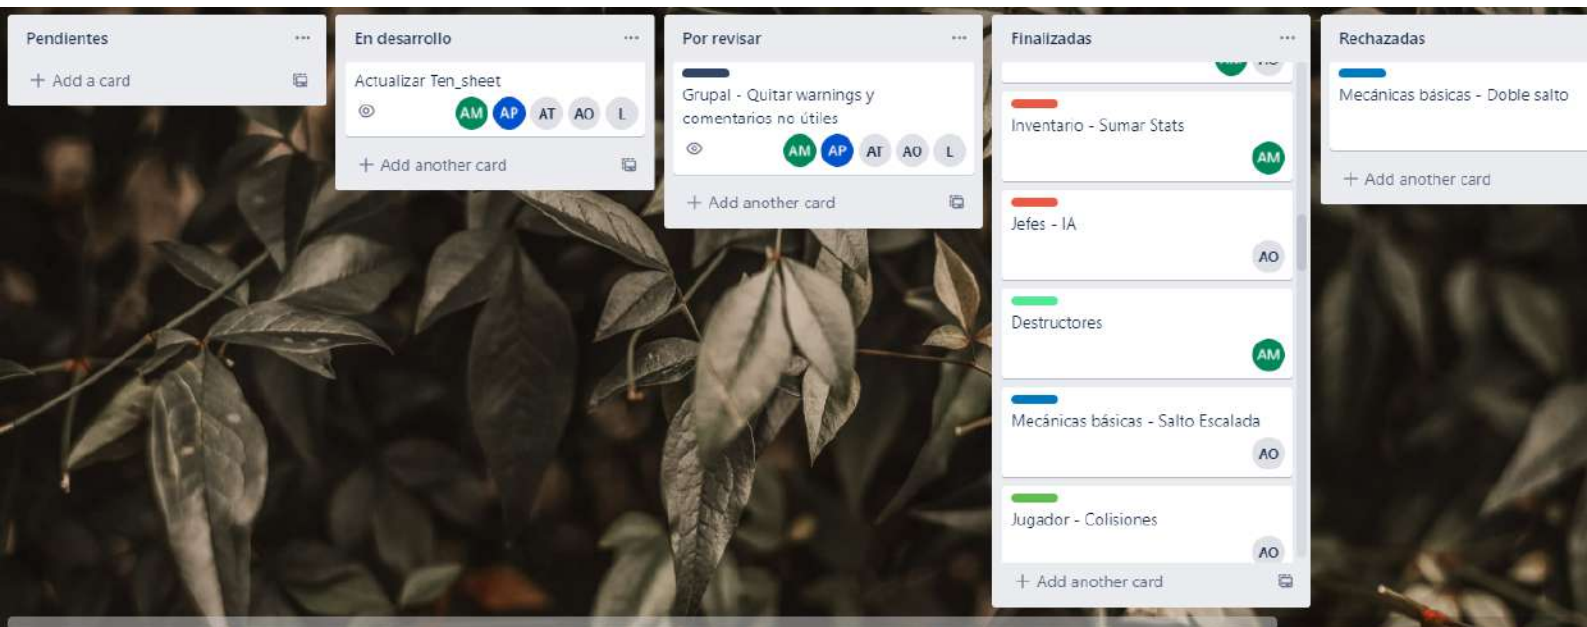 Pendientes
Add a card
En desarrollo
Actualizar Ten_sheet
AM AP AT AO L
Add another card
Por revisar
Grupal - Quitar warnings y
comentarios no útiles
AM AP AT AO L
Add another card
Finalizadas
Inventario - Sumar Stats
AM
Jefes - IA
AO
Destructores
AM
Mecánicas básicas - Salto Escalada
AO
Jugador - Colisiones
AO
Add another card
Rechazadas
Mecánicas básicas - Doble salto
Add another card